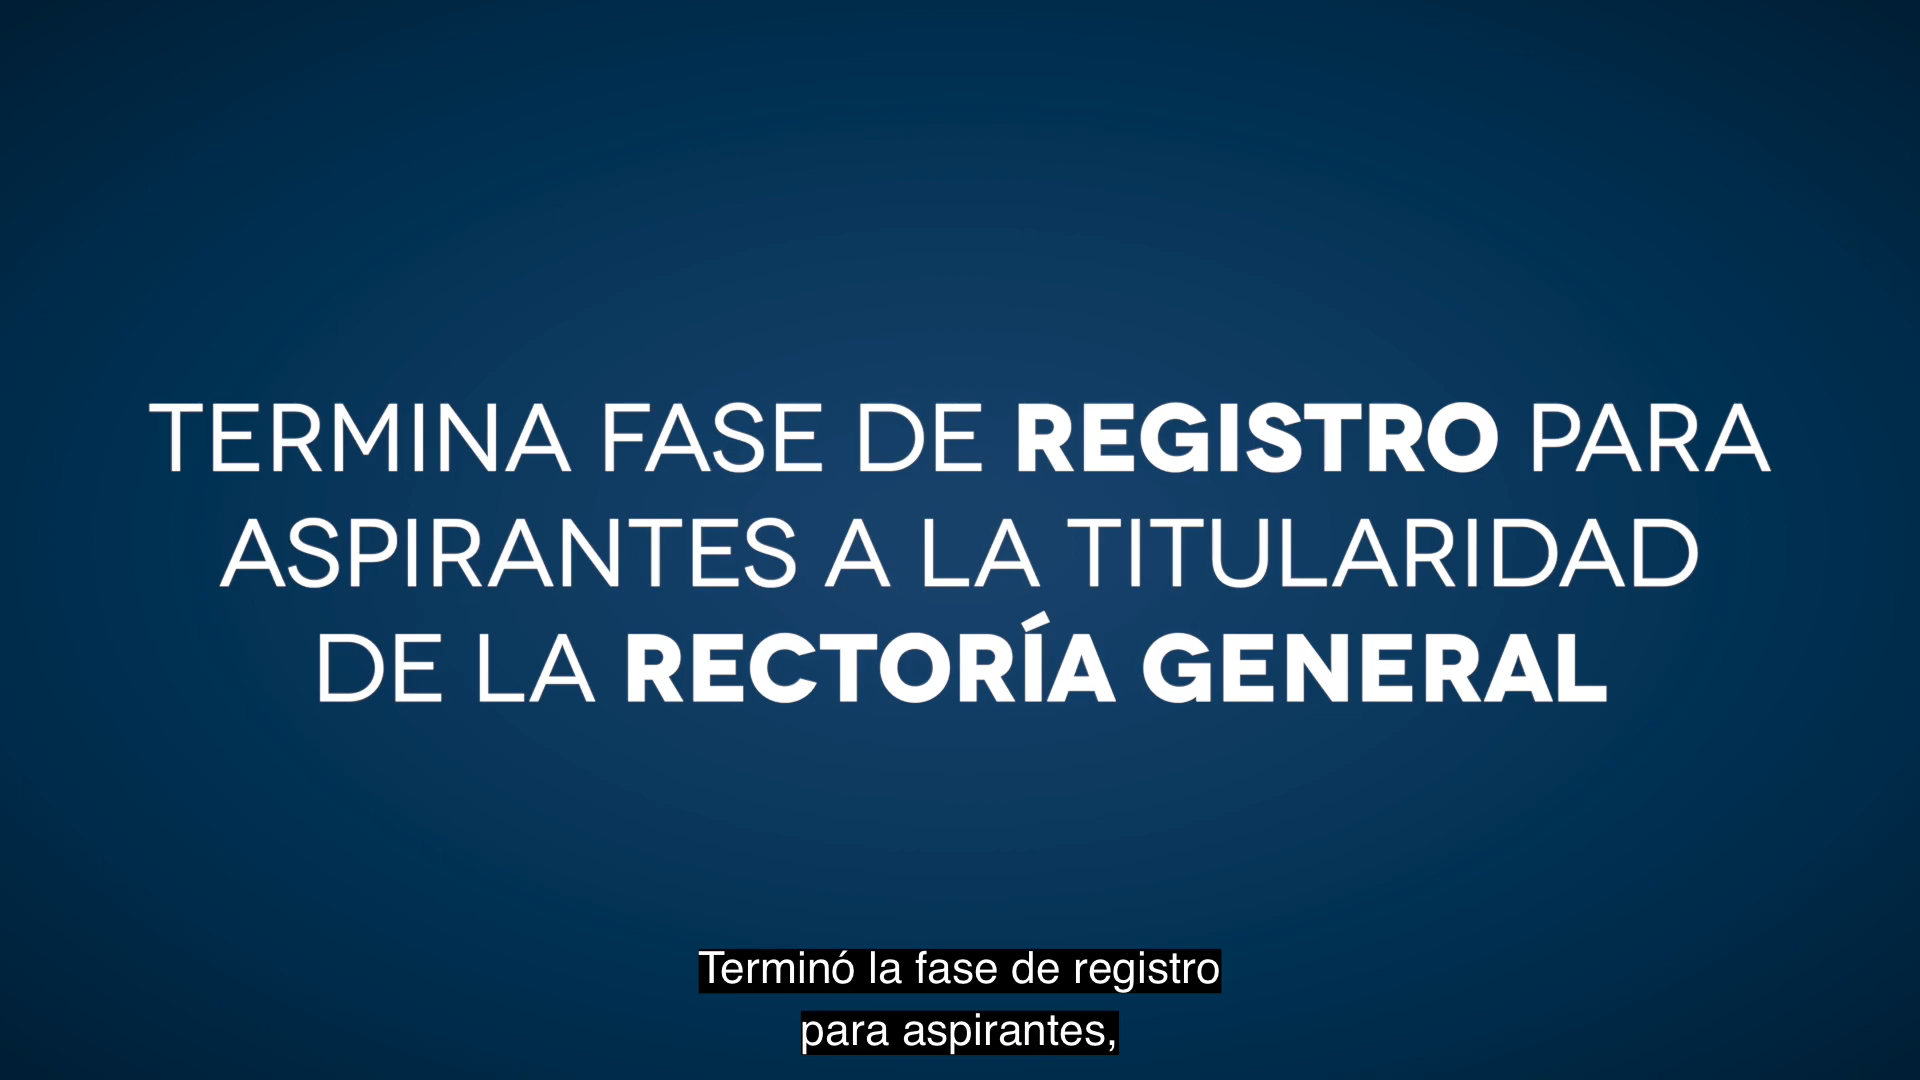 TERMINA FASE DE REGISTRO PARA
ASPIRANTES A LA TITULARIDAD
DE LA RECTORÍA GENERAL
Terminó la fase de registro
para aspirantes,